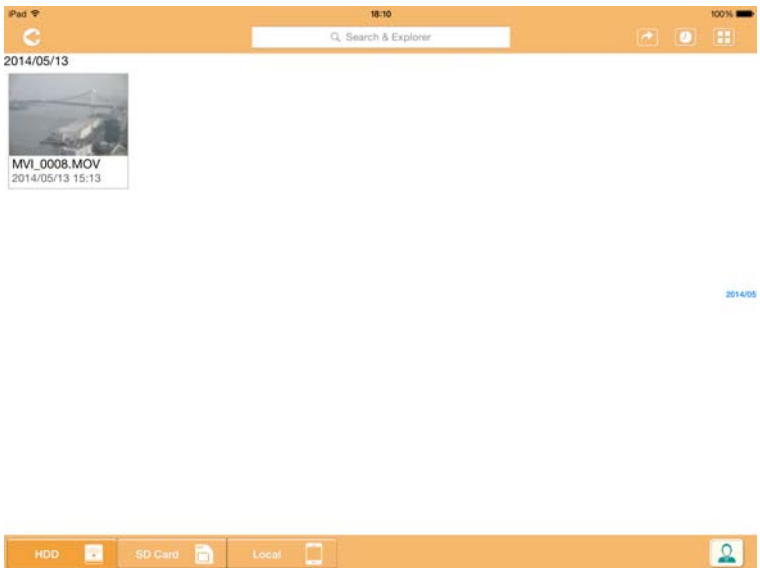 iPad 18:10 100%
Search & Explorer
2014/05/13
MVI_0008.MOV
2014/05/13 15:13
2014/05
HDD SD Card Local